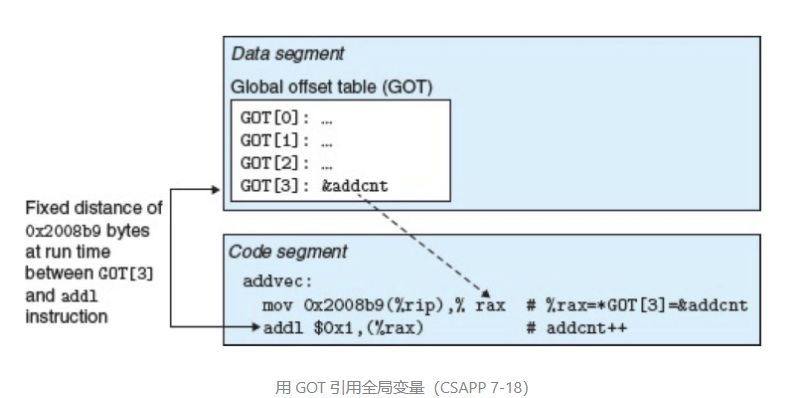 Data segment
Global offset table (GOT)
GOT[0]: …
GOT[1]: …
GOT[2]: …
GOT[3]: &addcnt
Fixed distance of
0x2008b9 bytes
at run time
between GOT[3]
and addl
instruction
Code segment
addvec:
mov 0x2008b9(%rip),% rax # %rax=*GOT[3]=&addcnt
addl $0x1,(%rax) # addcnt++
用 GOT 引用全局变量（CSAPP 7-18）